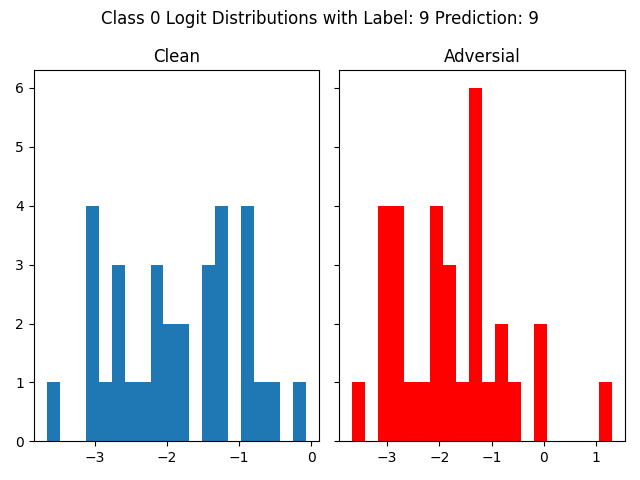 Class 0 Logit Distributions with Label: 9 Prediction: 9
Clean
Adversial
6
5
4
3
2
1
0
−3 −2 −1 0
−3 −2 −1 0 1